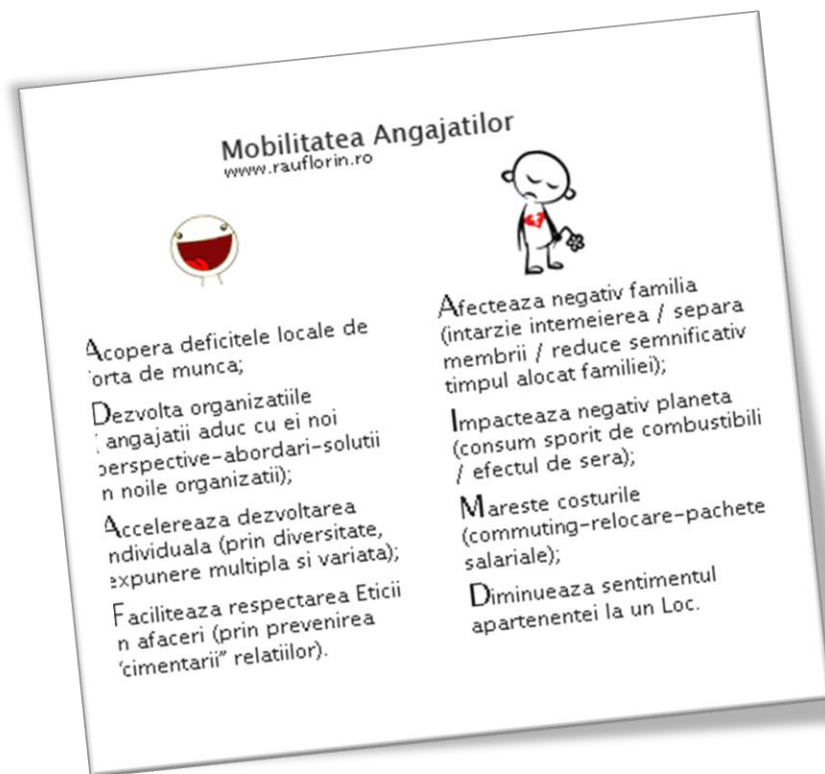 Mobilitatea Angajatilor
www.rauflorin.ro
Acopera deficitele locale de
orta de munca;
Dezvolta organizatiile
( angajatii aduc cu ei noi
perspective-abordari-solutii
n noile organizatii);
Accelereaza dezvoltarea
ndividuala (prin diversitate,
expunere multipla si variata);
Faciliteaza respectarea Eticii
n afaceri (prin prevenirea
"cimentarii" relatiilor).
Afecteaza negativ familia
(intarzie intemeierea / separa
membrii / reduce semnificativ
timpul alocat familiei);
Impacteaza negativ planeta
(consum sporit de combustibili
/ efectul de sera);
Mareste costurile
(commuting-relocare-pachete
salariale);
Diminueaza sentimentul
apartenentei la un Loc.